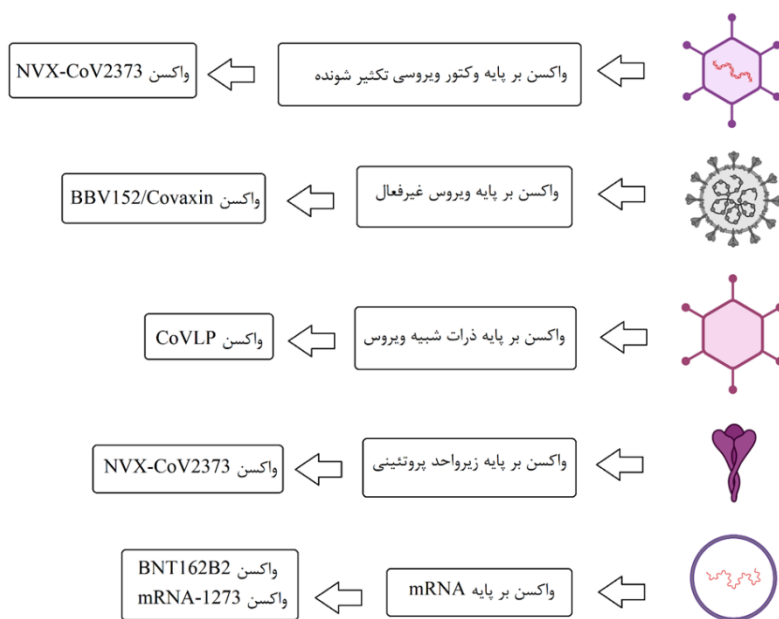 واکسن بر پایه وکتور ویروسی تکثیر شونده
واکسن NVX-CoV2373
واکسن بر پایه ویروس غیرفعال
واکسن BBV152/Covaxin
واکسن بر پایه ذرات شبیه ویروس
واکسن CoVLP
واکسن بر پایه زیرواحد پروتئینی
واکسن NVX-CoV2373
واکسن بر پایه mRNA
واکسن BNT162B2
واکسن mRNA-1273